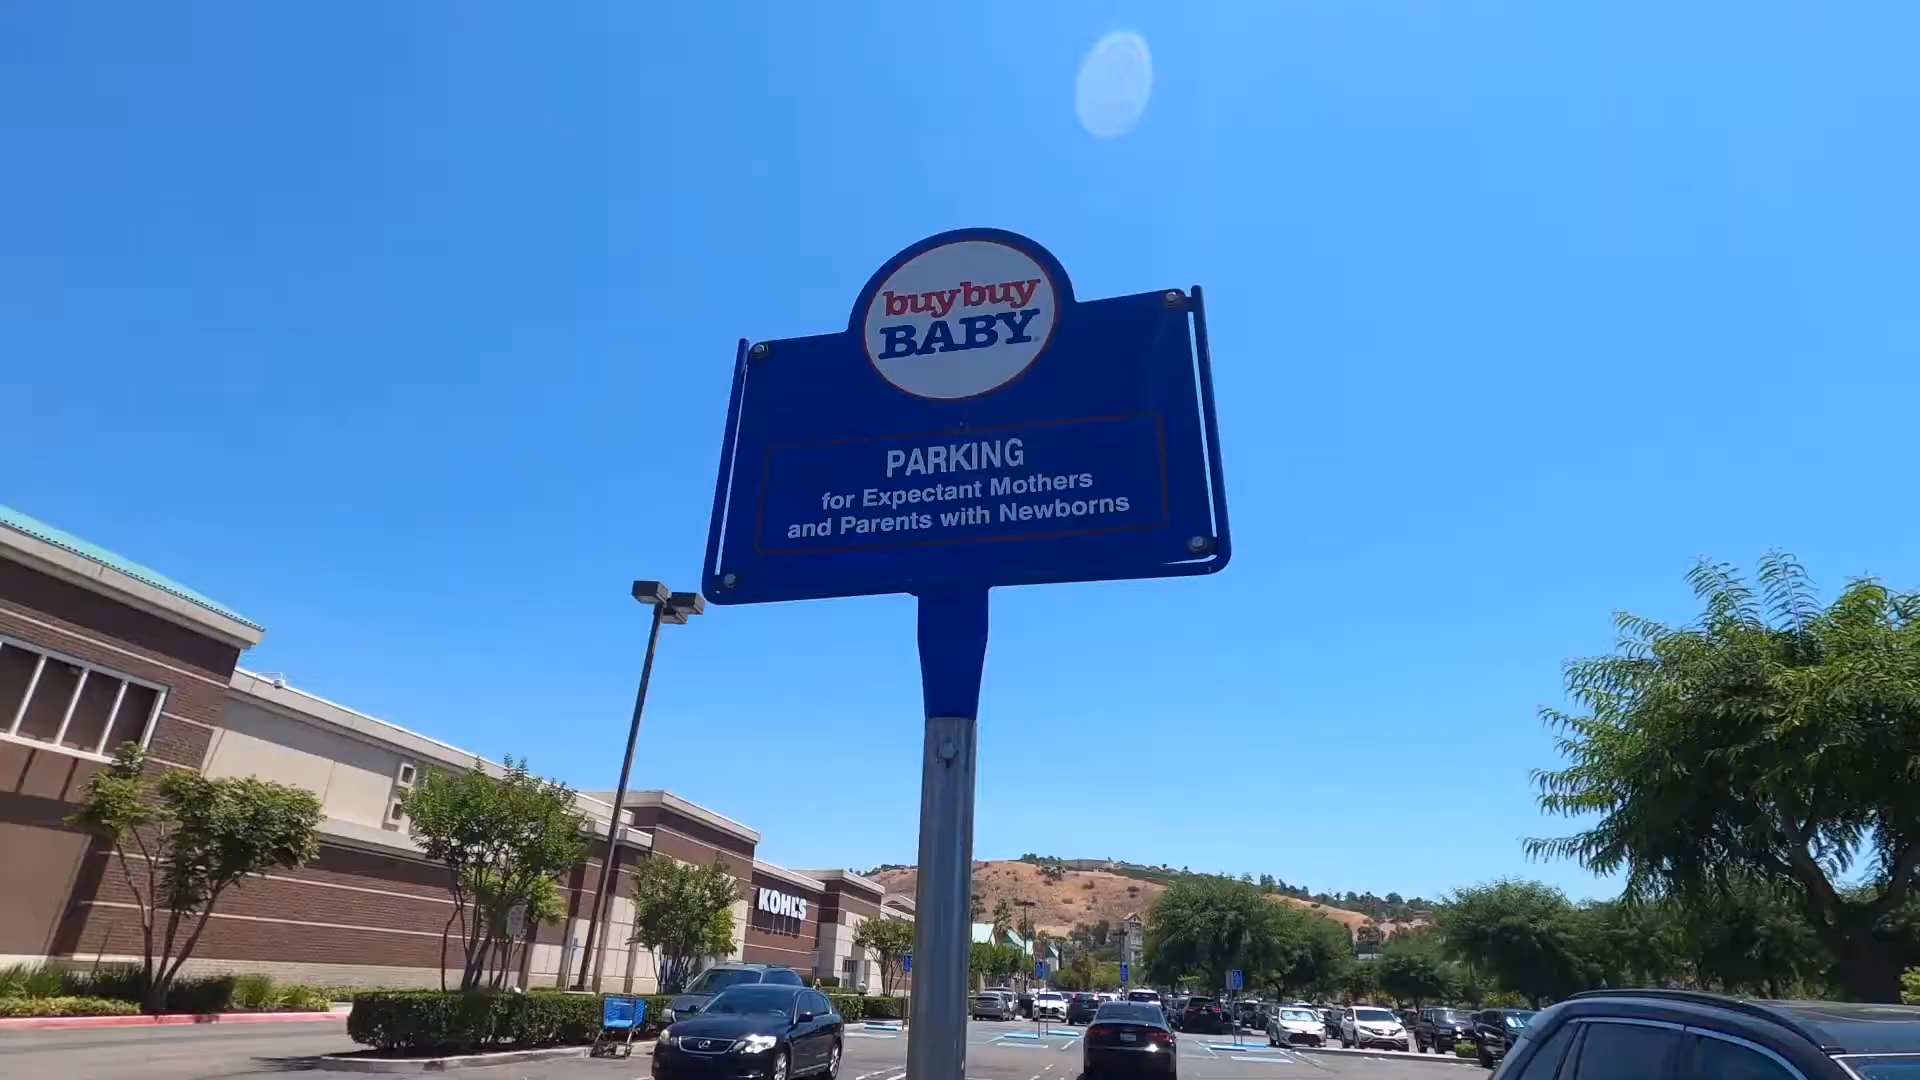 buybuy
BABY
PARKING
for Expectant Mothers
and Parents with Newborns
KOHL'S